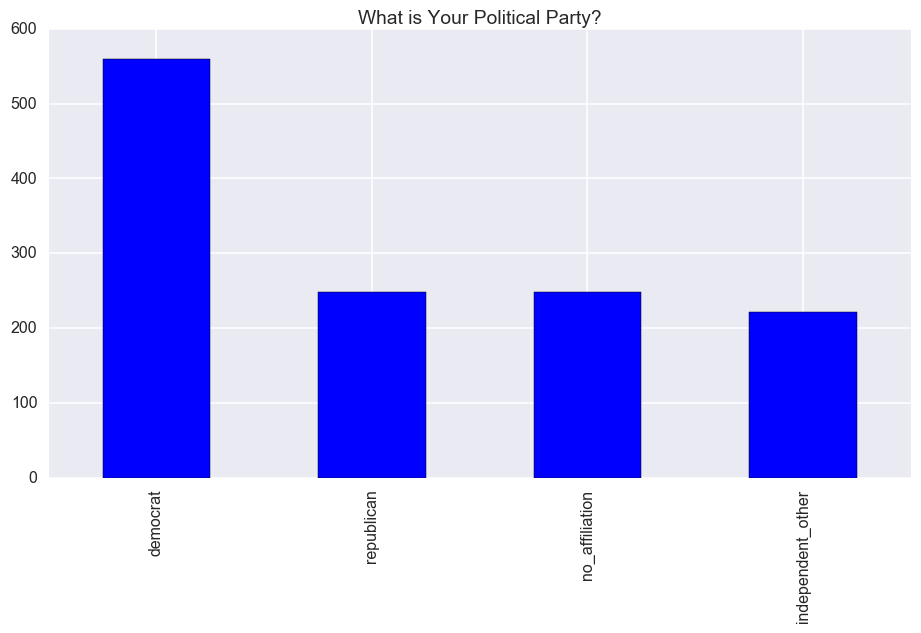 What is Your Political Party?
600
500
400
300
200
100
0
democrat
republican
no_affiliation
independent_other